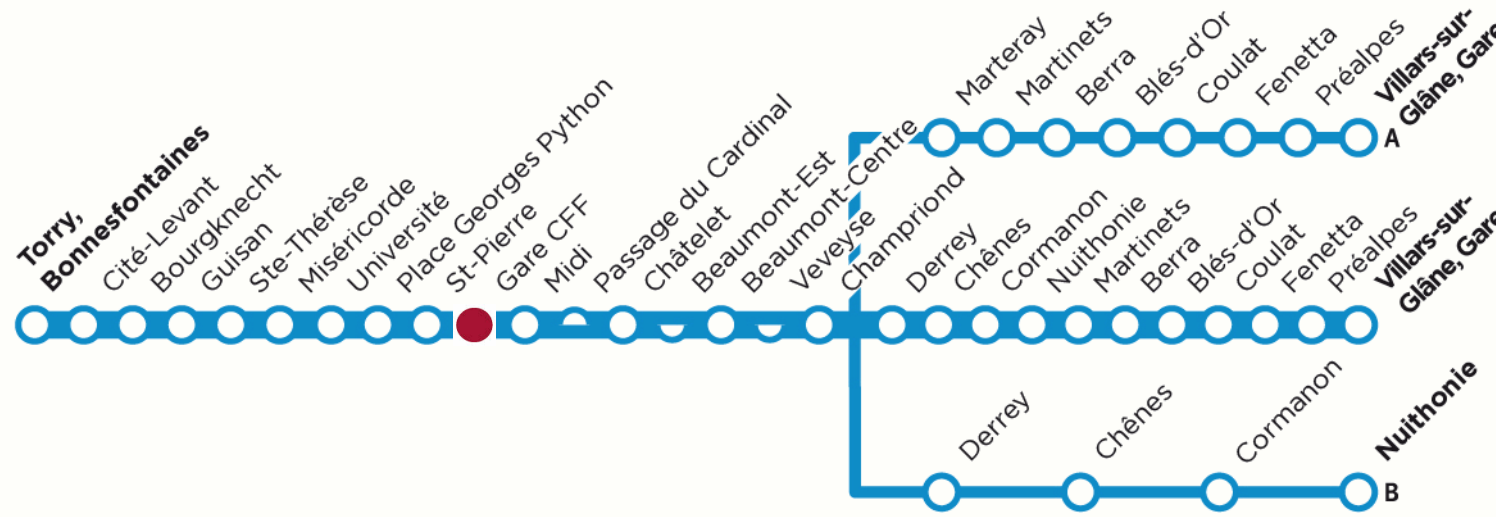 Torry,
Bonnesfontaines
Cité-Levant
Bourgknecht
Guisan
Ste-Thérèse
Miséricorde
Université
Place Georges Python
St-Pierre
Gare CFF
Midi
Passage du Cardinal
Châtelet
Beaumont-Est
Beaumont-Centre
Veveyse
Champriond
Marteray
Martinets
Berra
Blés-d'Or
Coulat
Fenetta
Préalpes
Villars-sur-
Glâne, Gare
A
Derrey
Chênes
Cormanon
Nuithonie
Martinets
Berra
Blés-d'Or
Coulat
Fenetta
Préalpes
Villars-sur-
Glâne, Gare
Derrey
Chênes
Cormanon
Nuithonie
B